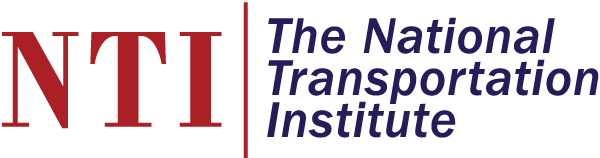 NTI
The National
Transportation
Institute